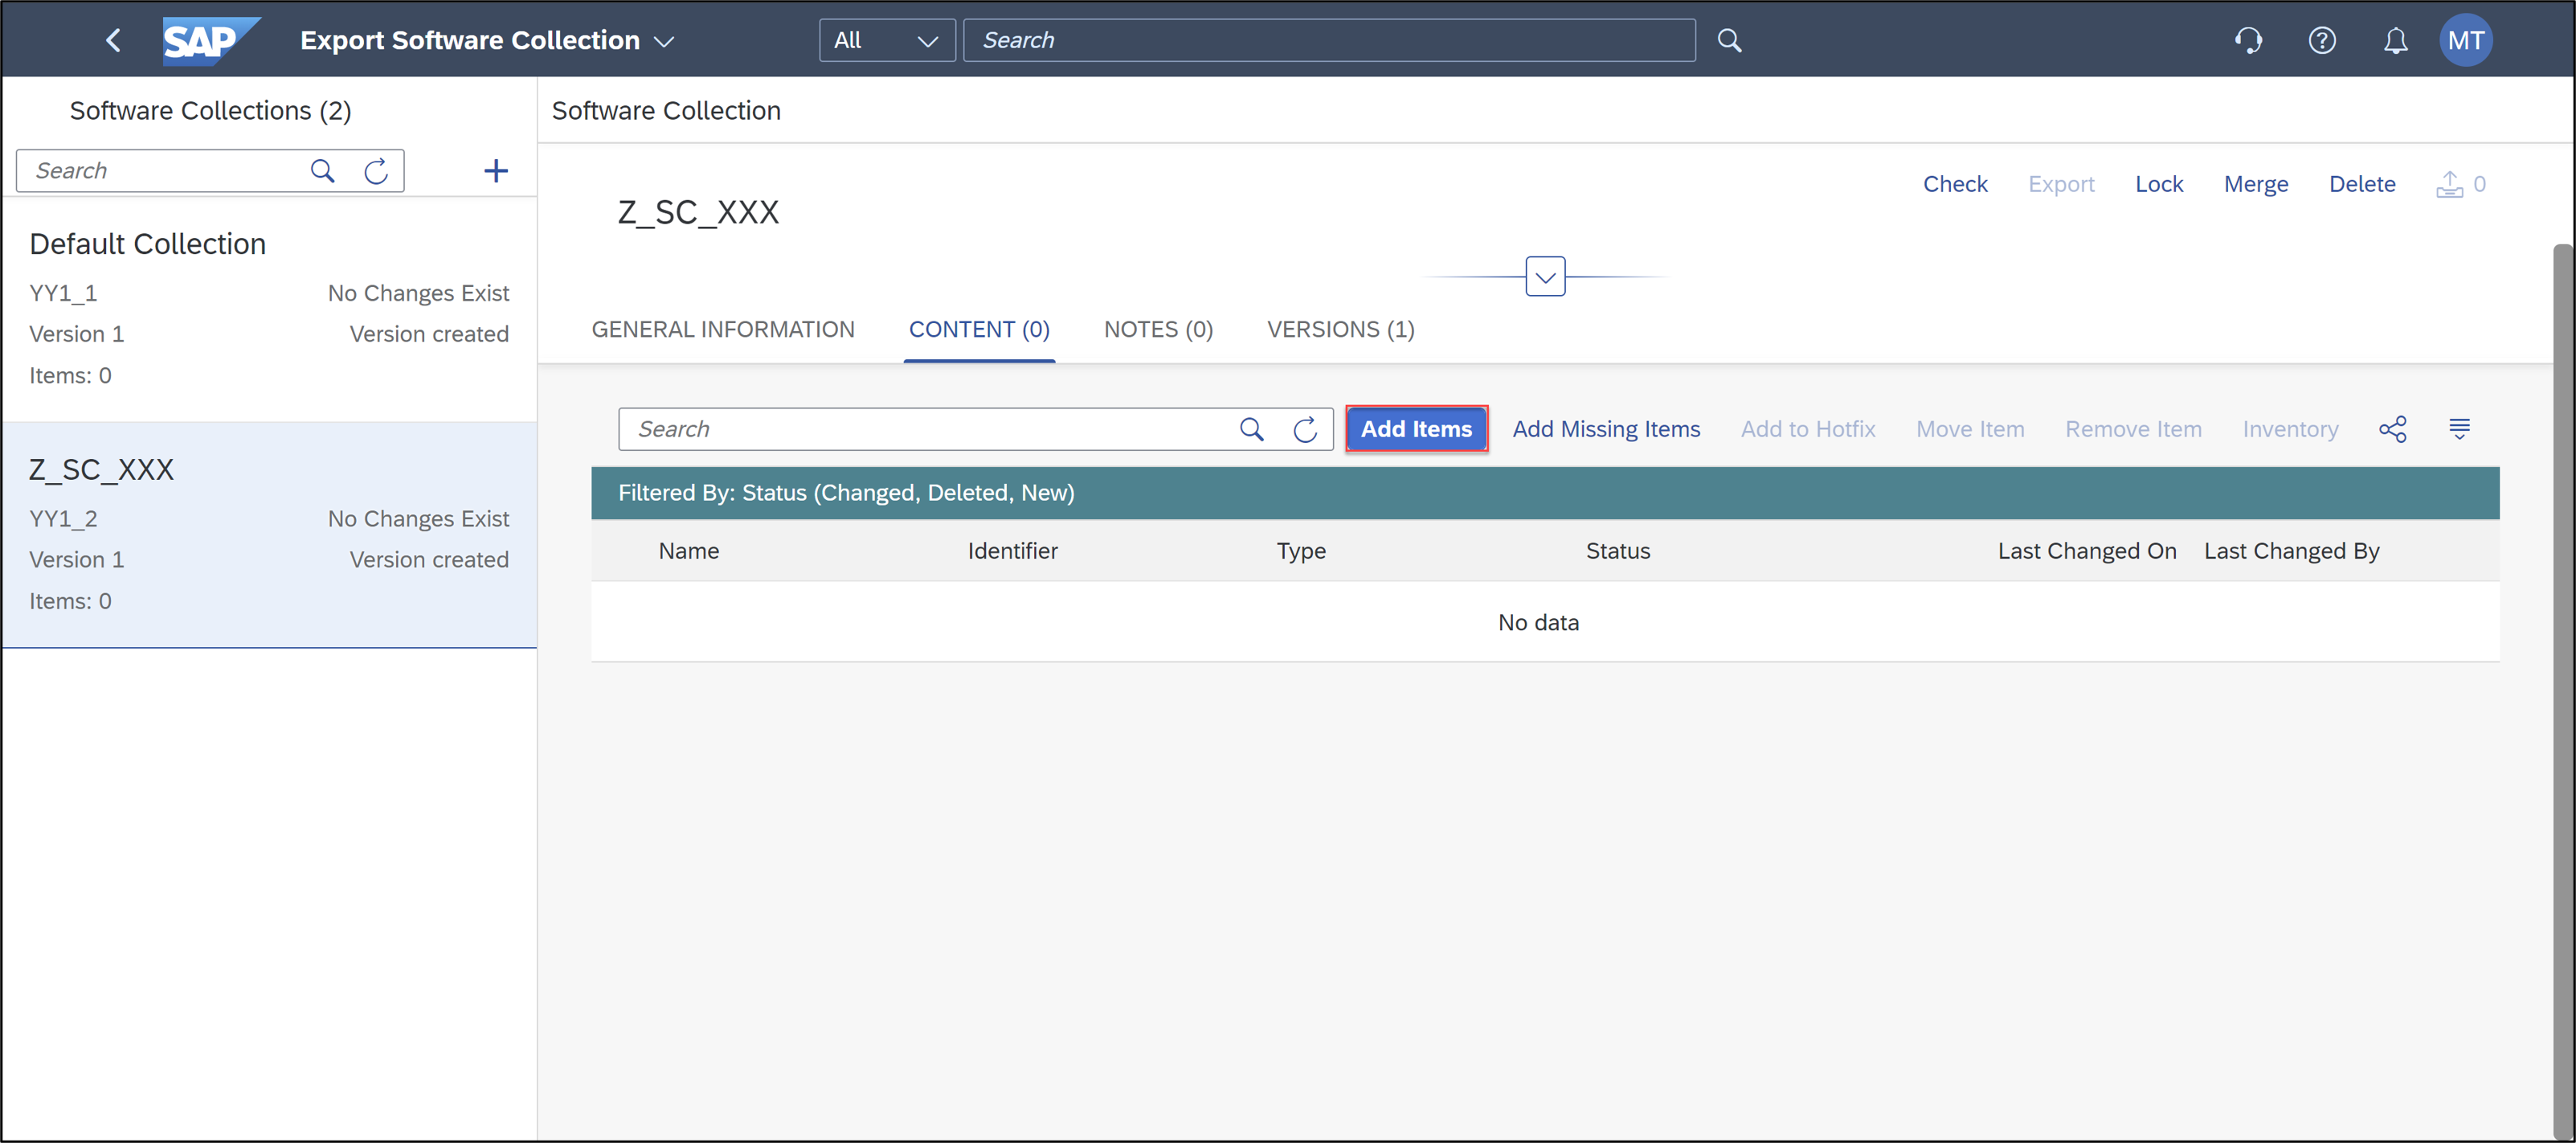 SAP Export Software Collection All Search MT
Software Collections (2)
Search
Default Collection
YY1_1 No Changes Exist
Version 1 Version created
Items: 0
Z_SC_XXX
YY1_2 No Changes Exist
Version 1 Version created
Items: 0
Software Collection
Z_SC_XXX
Check Export Lock Merge Delete 0
GENERAL INFORMATION CONTENT (0) NOTES (0) VERSIONS (1)
Search Add Items Add Missing Items Add to Hotfix Move Item Remove Item Inventory
Filtered By: Status (Changed, Deleted, New)
Name Identifier Type Status Last Changed On Last Changed By
No data